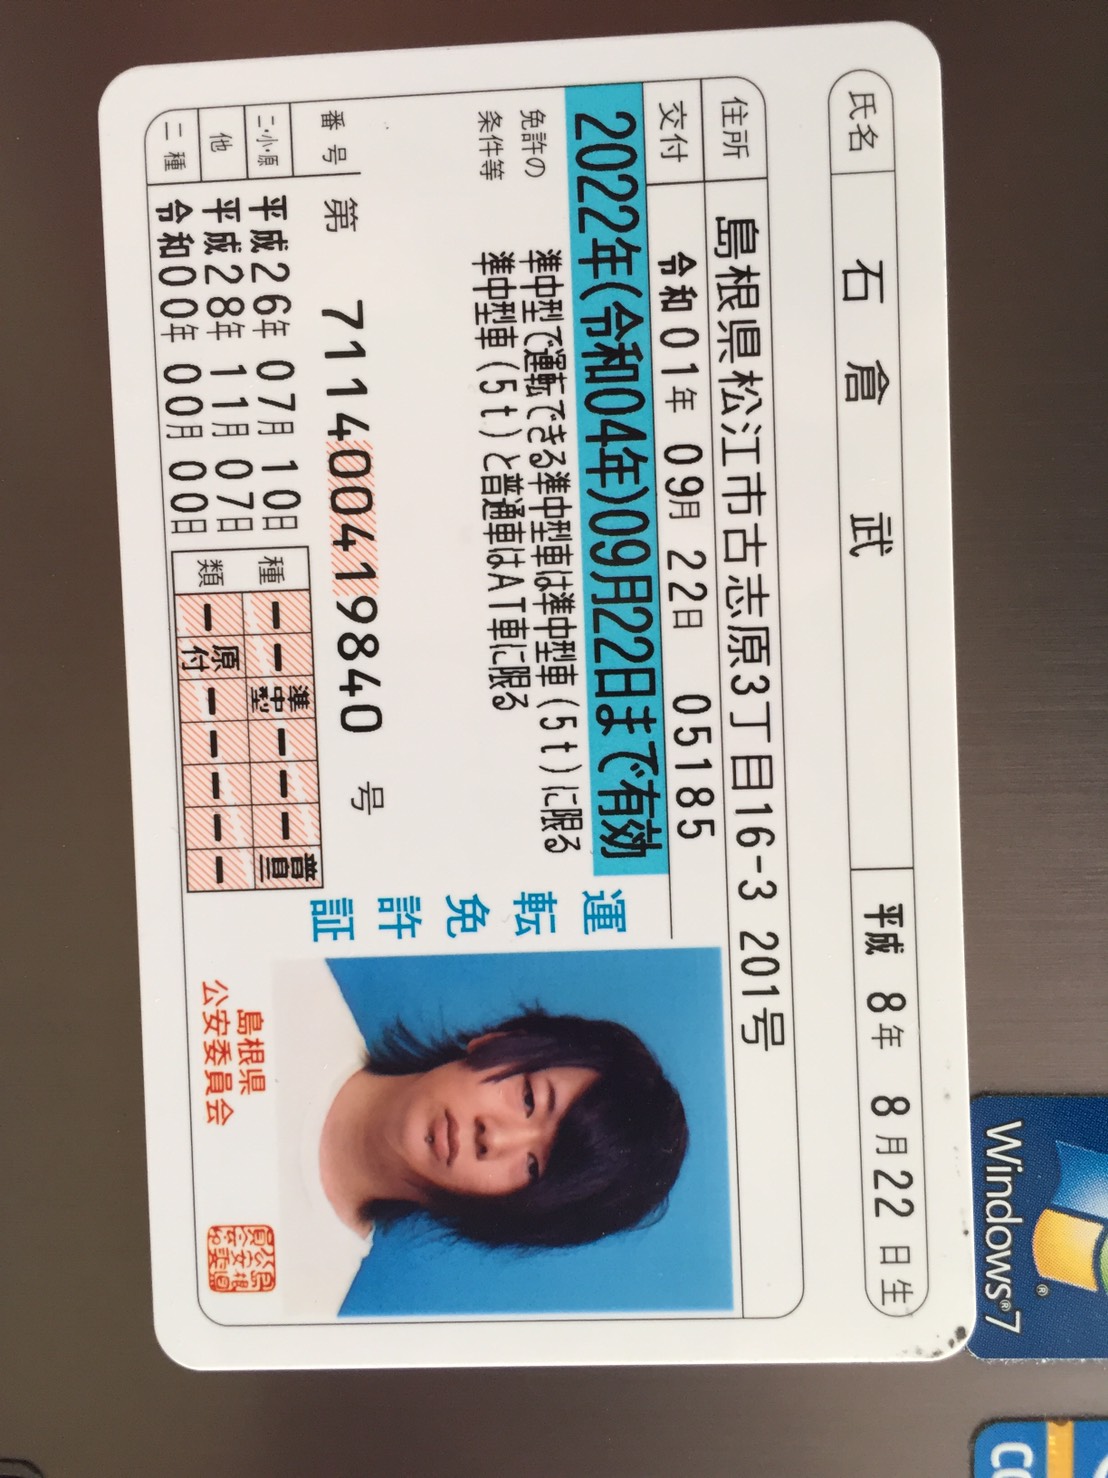 氏名 石倉 武 平成 8年 8月22日生
住所 島根県松江市古志原3丁目16-3 201号
交付 令和01年09月22日 05185
2022年(令和04年)09月22日まで有効
免許の
条件等
準中型で運転できる準中型車は準中型車(5t)に限る
準中型車(5t)と普通車はAT車に限る
番号 第 711400419840 号
二・小・原 平成26年07月10日
他 平成28年11月07日
二種 令和00年00月00日
種類
準中型
普自二
原付
運転免許証
島根県
公安委員会
Windows®7